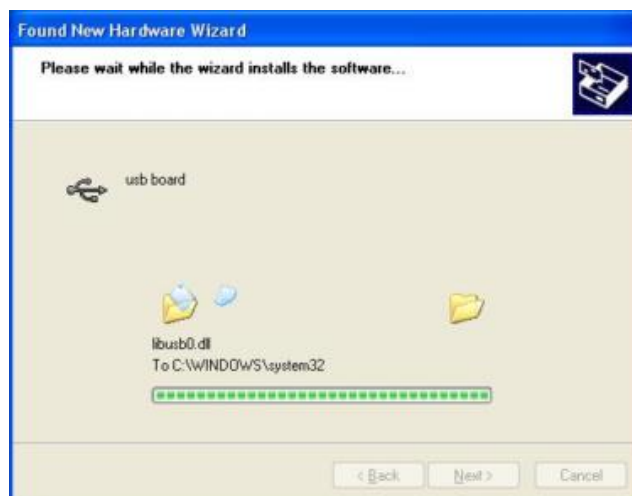 Found New Hardware Wizard
Please wait while the wizard installs the software...
usb board
libusb0.dll
To C:\WINDOWS\system32
< Back
Next >
Cancel